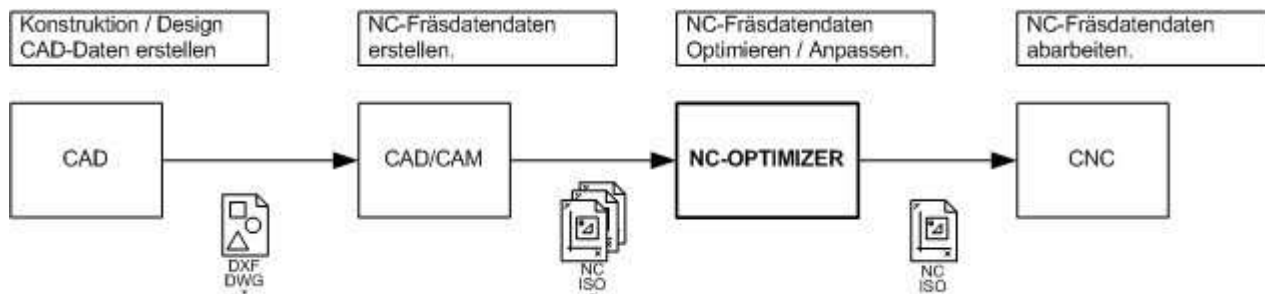 Konstruktion / Design
CAD-Daten erstellen
NC-Fräsdatendaten
erstellen.
NC-Fräsdatendaten
Optimieren / Anpassen.
NC-Fräsdatendaten
abarbeiten.
CAD
CAD/CAM
NC-OPTIMIZER
CNC
DXF
DWG
NC
ISO
NC
ISO